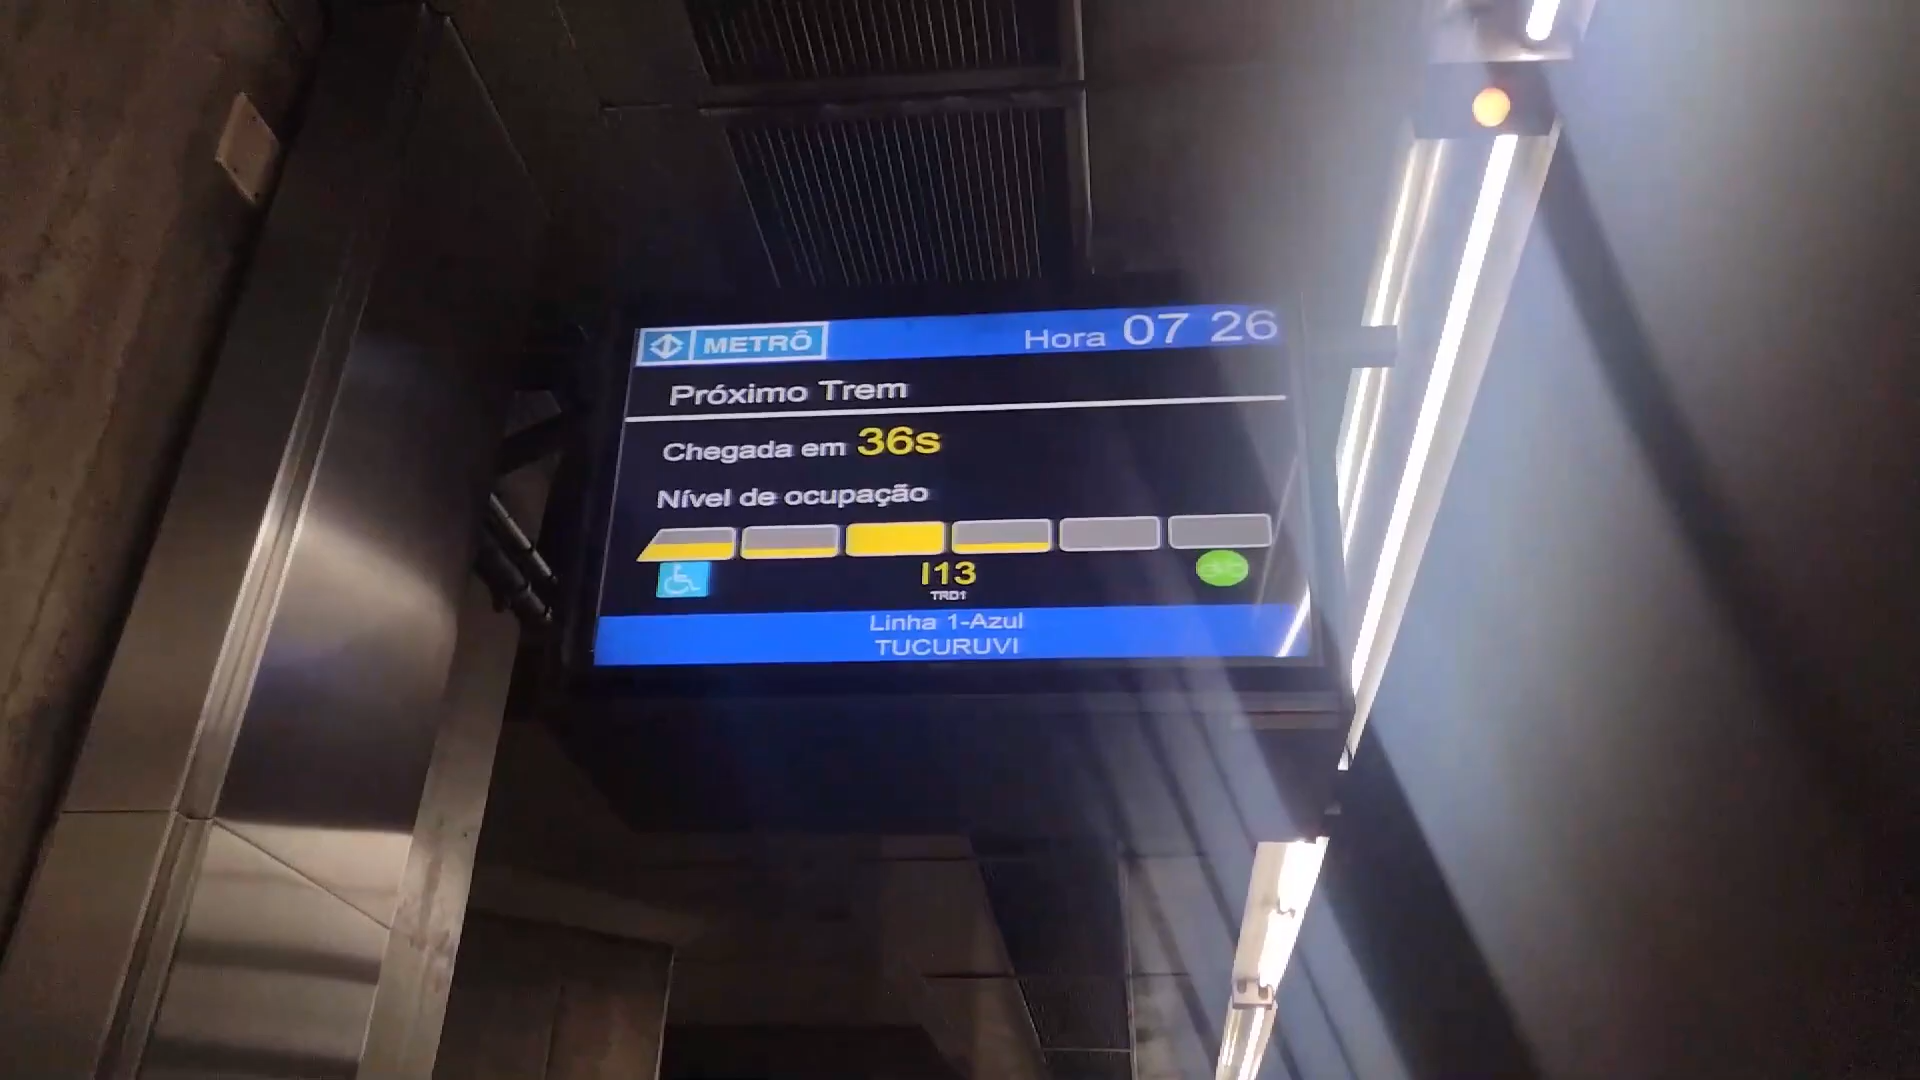 METRÔ Hora 07 26
Próximo Trem
Chegada em 36s
Nível de ocupação
I13
TRD1
Linha 1-Azul
TUCURUVI